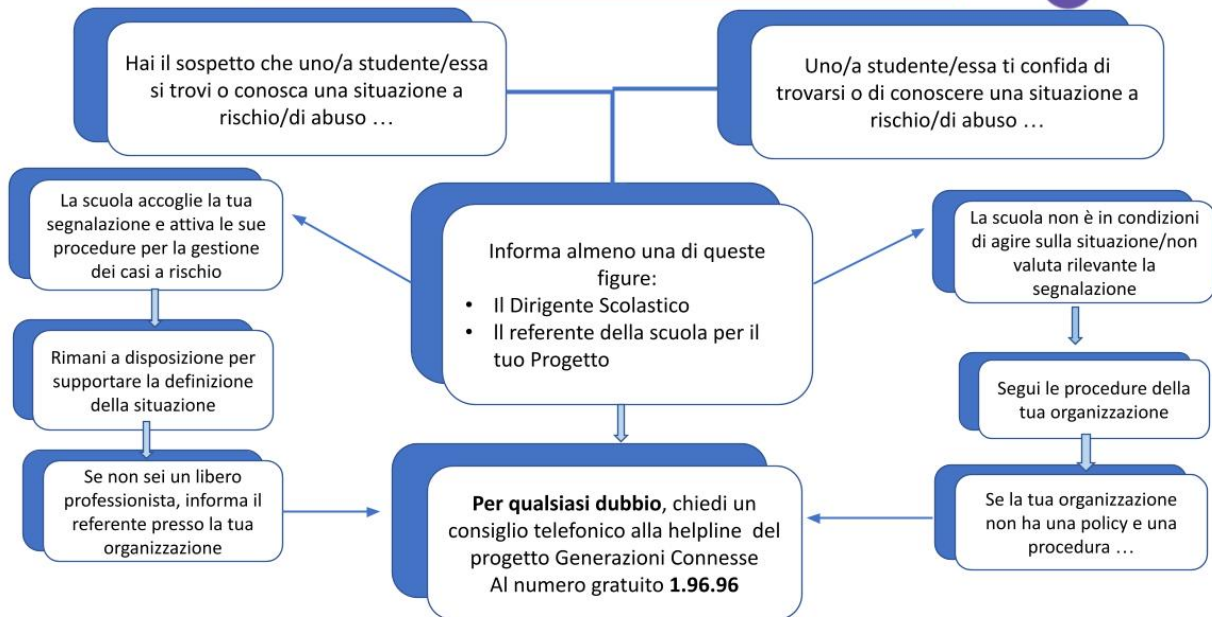 Hai il sospetto che uno/a studente/essa
si trovi o conosca una situazione a
rischio/di abuso …
Uno/a studente/essa ti confida di
trovarsi o di conoscere una situazione a
rischio/di abuso …
La scuola accoglie la tua
segnalazione e attiva le sue
procedure per la gestione
dei casi a rischio
Informa almeno una di queste
figure:
• Il Dirigente Scolastico
• Il referente della scuola per il
tuo Progetto
La scuola non è in condizioni
di agire sulla situazione/non
valuta rilevante la
segnalazione
Rimani a disposizione per
supportare la definizione
della situazione
Segui le procedure della
tua organizzazione
Se non sei un libero
professionista, informa il
referente presso la tua
organizzazione
Per qualsiasi dubbio, chiedi un
consiglio telefonico alla helpline del
progetto Generazioni Connesse
Al numero gratuito 1.96.96
Se la tua organizzazione
non ha una policy e una
procedura …